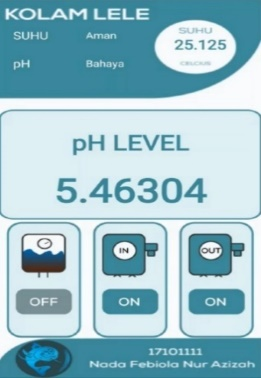 KOLAM LELE
SUHU Aman
pH Bahaya
SUHU
25.125
CELCIUS
pH LEVEL
5.46304
IN
OUT
OFF
ON
ON
17101111
Nada Febiola Nur Azizah